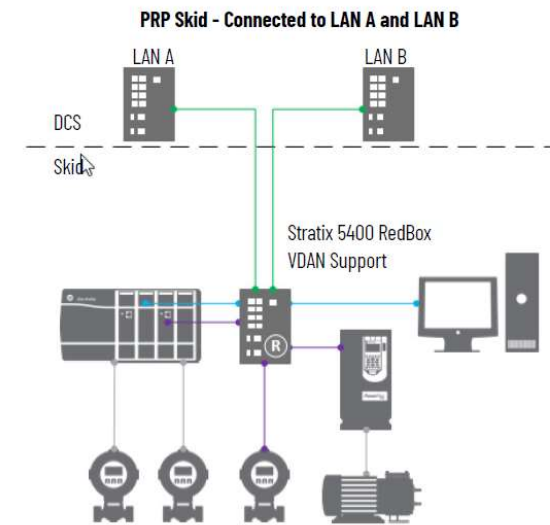 PRP Skid - Connected to LAN A and LAN B
LAN A
LAN B
DCS
Skid
Stratix 5400 RedBox
VDAN Support
R